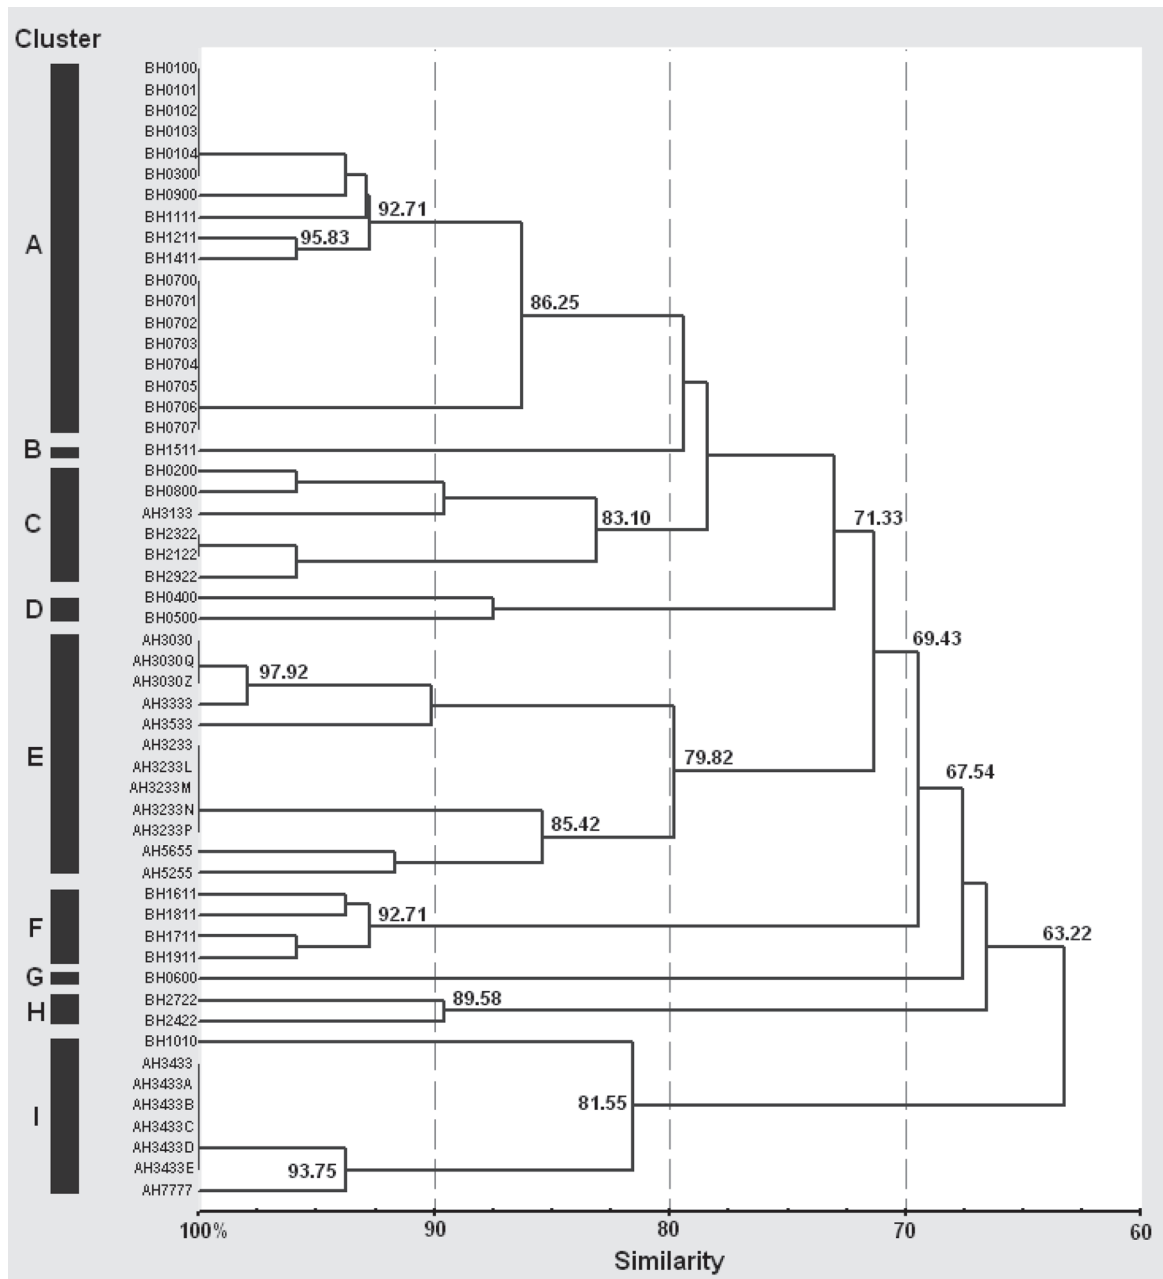 Cluster
BH0100
BH0101
BH0102
BH0103
BH0104
BH0300
BH0900
92.71
BH1111
BH1211
95.83
A
BH1411
BH0700
BH0701
86.25
BH0702
BH0703
BH0704
BH0705
BH0706
BH0707
B
BH1511
BH0200
BH0800
AH3133
83.10
71.33
C
BH2322
BH2122
BH2922
D
BH0400
BH0500
AH3030
69.43
AH3030Q
97.92
AH3030Z
AH3333
AH3533
AH3233
E
79.82
AH3233L
67.54
AH3233M
AH3233N
85.42
AH3233P
AH5655
AH5255
BH1611
BH1811
92.71
F
BH1711
63.22
BH1911
G
BH0600
BH2722
89.58
H
BH2422
BH1010
AH3433
AH3433A
AH3433B
81.55
I
AH3433C
AH3433D
AH3433E
93.75
AH7777
100% 90 80 70 60
Similarity